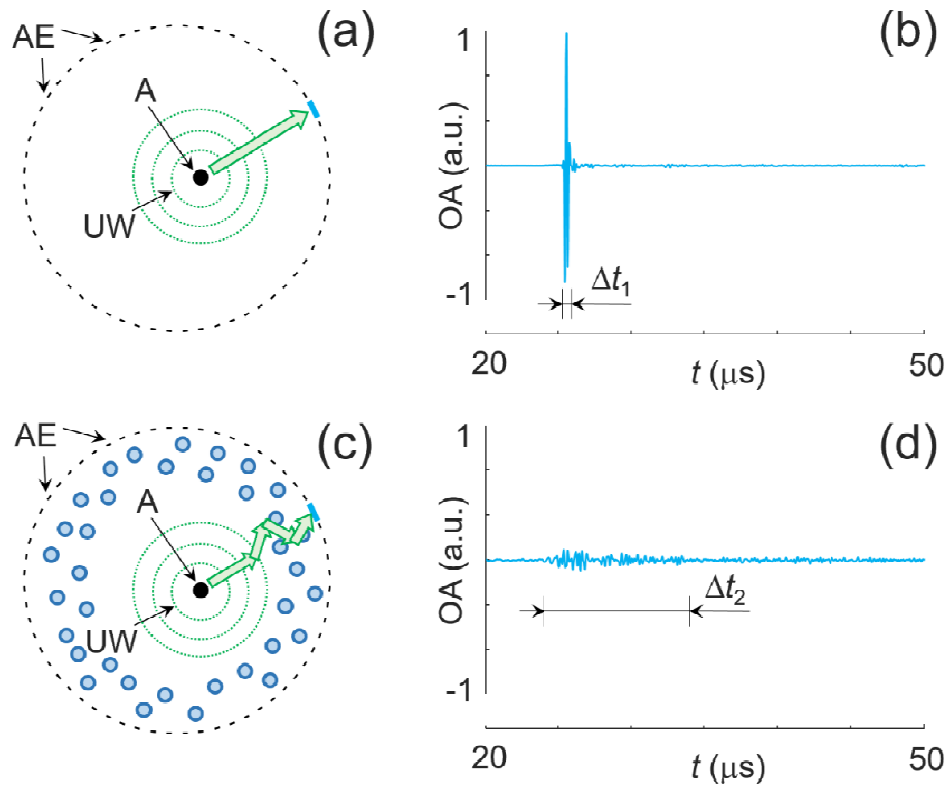 AE
(a)
A
UW
1
(b)
OA (a.u.)
Δt₁
-1
20
50
t (μs)
AE
(c)
A
UW
1
(d)
OA (a.u.)
Δt₂
-1
20
50
t (μs)